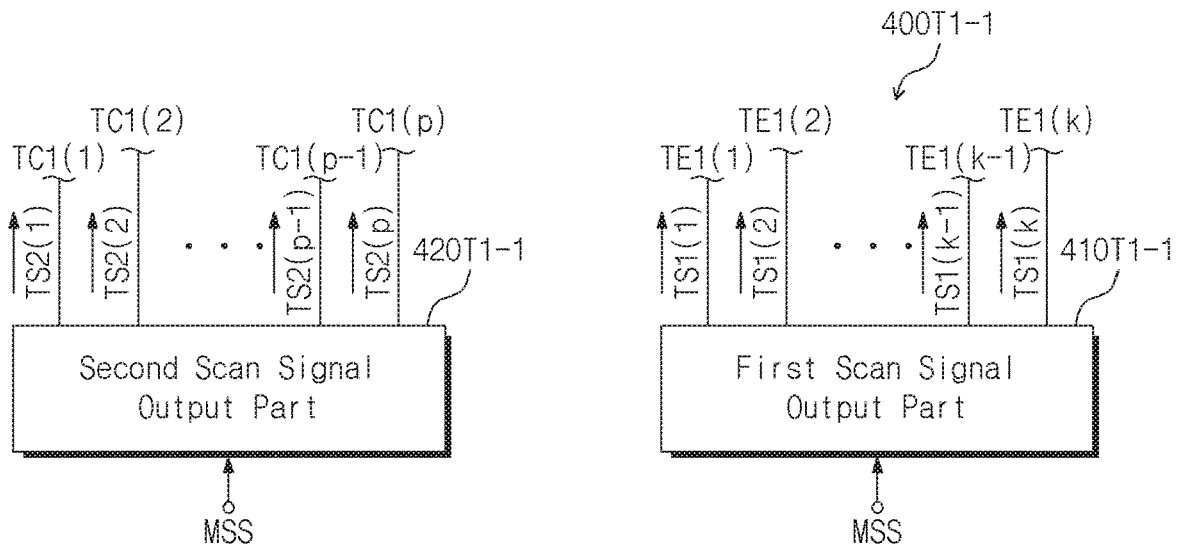 400T1-1
TC1(1)
TC1(2)
TC1(p-1)
TC1(p)
TS2(1)
TS2(2)
. . .
TS2(p-1)
TS2(p)
420T1-1
Second Scan Signal
Output Part
MSS
TE1(1)
TE1(2)
TE1(k-1)
TE1(k)
TS1(1)
TS1(2)
. . .
TS1(k-1)
TS1(k)
410T1-1
First Scan Signal
Output Part
MSS